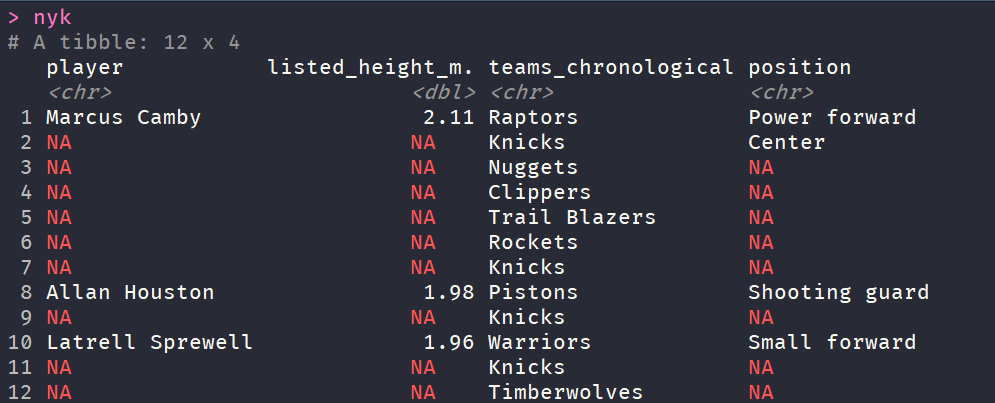 > nyk
# A tibble: 12 x 4
player listed_height_m. teams_chronological position
<chr> <dbl> <chr> <chr>
1 Marcus Camby 2.11 Raptors Power forward
2 NA NA Knicks Center
3 NA NA Nuggets NA
4 NA NA Clippers NA
5 NA NA Trail Blazers NA
6 NA NA Rockets NA
7 NA NA Knicks NA
8 Allan Houston 1.98 Pistons Shooting guard
9 NA NA Knicks NA
10 Latrell Sprewell 1.96 Warriors Small forward
11 NA NA Knicks NA
12 NA NA Timberwolves NA